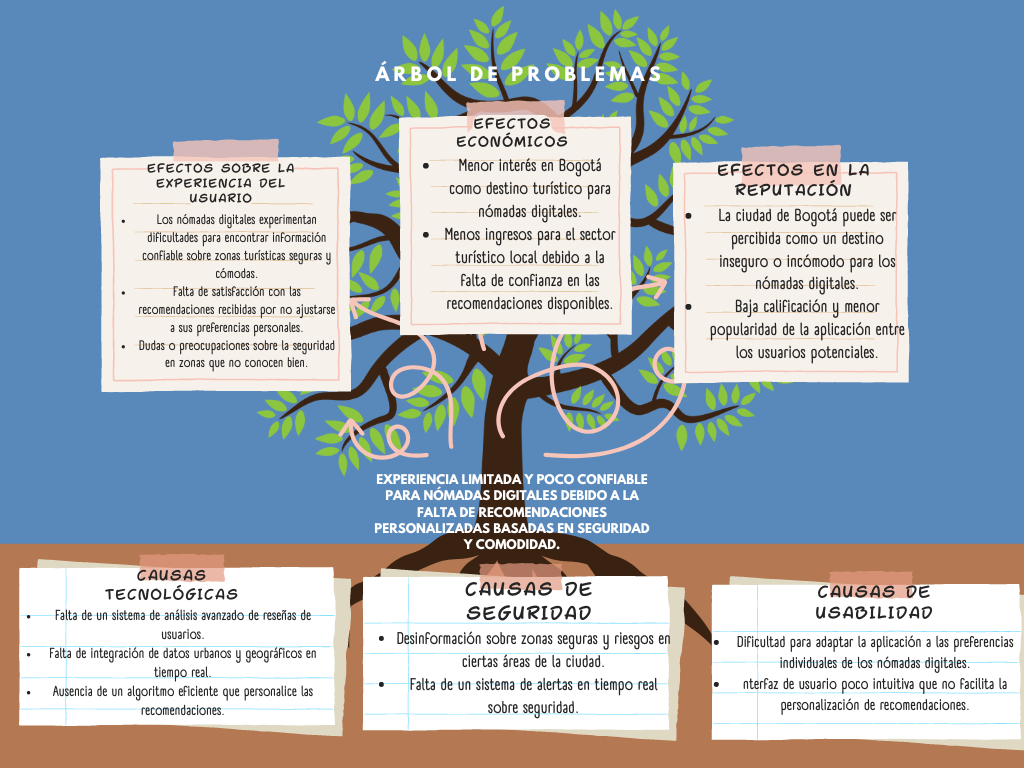 ÁRBOL DE PROBLEMAS
EFECTOS SOBRE LA
EXPERIENCIA DEL
USUARIO
• Los nómadas digitales experimentan
dificultades para encontrar información
confiable sobre zonas turísticas seguras y
cómodas.
• Falta de satisfacción con las
recomendaciones recibidas por no ajustarse
a sus preferencias personales.
• Dudas o preocupaciones sobre la seguridad
en zonas que no conocen bien.
EFECTOS
ECONÓMICOS
• Menor interés en Bogotá
como destino turístico para
nómadas digitales.
• Menos ingresos para el sector
turístico local debido a la
falta de confianza en las
recomendaciones disponibles.
EFECTOS EN LA
REPUTACIÓN
• La ciudad de Bogotá puede ser
percibida como un destino
inseguro o incómodo para los
nómadas digitales.
• Baja calificación y menor
popularidad de la aplicación entre
los usuarios potenciales.
EXPERIENCIA LIMITADA Y POCO CONFIABLE
PARA NÓMADAS DIGITALES DEBIDO A LA
FALTA DE RECOMENDACIONES
PERSONALIZADAS BASADAS EN SEGURIDAD
Y COMODIDAD.
CAUSAS
TECNOLÓGICAS
• Falta de un sistema de análisis avanzado de reseñas de
usuarios.
• Falta de integración de datos urbanos y geográficos en
tiempo real.
• Ausencia de un algoritmo eficiente que personalice las
recomendaciones.
CAUSAS DE
SEGURIDAD
• Desinformación sobre zonas seguras y riesgos en
ciertas áreas de la ciudad.
• Falta de un sistema de alertas en tiempo real
sobre seguridad.
CAUSAS DE
USABILIDAD
• Dificultad para adaptar la aplicación a las preferencias
individuales de los nómadas digitales.
• nterfaz de usuario poco intuitiva que no facilita la
personalización de recomendaciones.